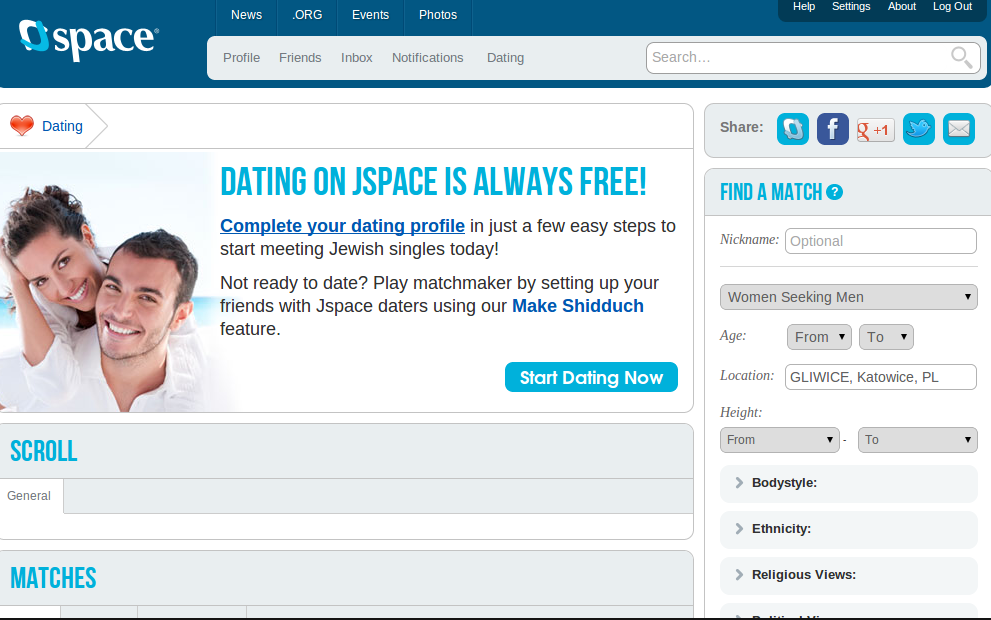 News .ORG Events Photos
Help Settings About Log Out
Jspace®
Profile Friends Inbox Notifications Dating
Search…
Dating
DATING ON JSPACE IS ALWAYS FREE!
Complete your dating profile in just a few easy steps to
start meeting Jewish singles today!
Not ready to date? Play matchmaker by setting up your
friends with Jspace daters using our Make Shidduch
feature.
Start Dating Now
SCROLL
General
MATCHES
Share: f g +1
FIND A MATCH ?
Nickname: Optional
Women Seeking Men
Age: From To
Location: GLIWICE, Katowice, PL
Height:
From - To
Bodystyle:
Ethnicity:
Religious Views: